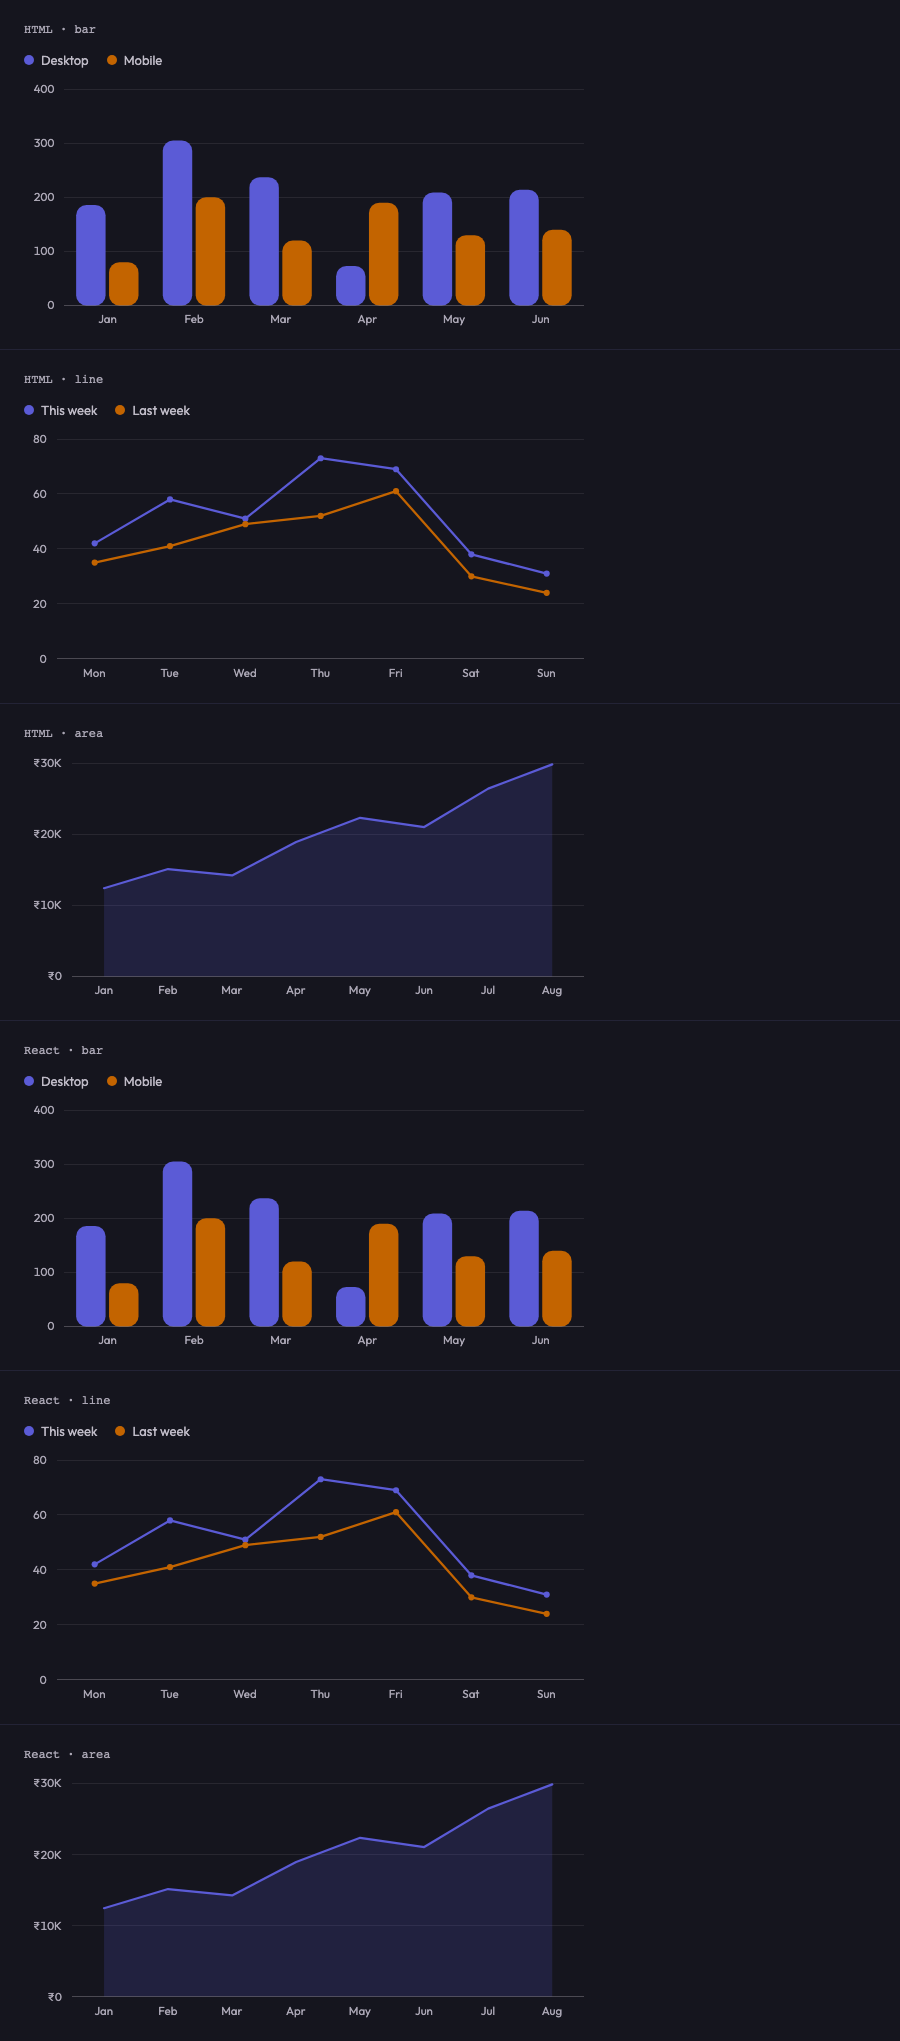 HTML · bar
Desktop Mobile
400
300
200
100
0
Jan Feb Mar Apr May Jun
HTML · line
This week Last week
80
60
40
20
0
Mon Tue Wed Thu Fri Sat Sun
HTML · area
₹30K
₹20K
₹10K
₹0
Jan Feb Mar Apr May Jun Jul Aug
React · bar
Desktop Mobile
400
300
200
100
0
Jan Feb Mar Apr May Jun
React · line
This week Last week
80
60
40
20
0
Mon Tue Wed Thu Fri Sat Sun
React · area
₹30K
₹20K
₹10K
₹0
Jan Feb Mar Apr May Jun Jul Aug